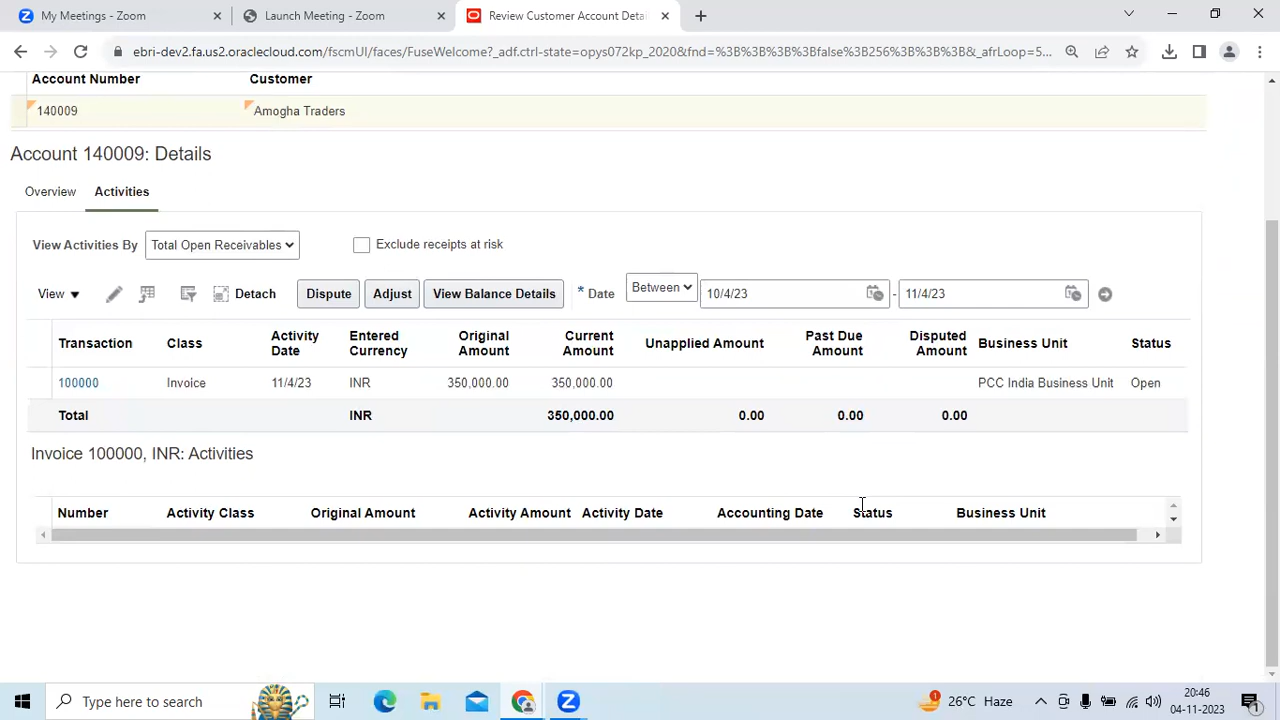 My Meetings - Zoom
Launch Meeting - Zoom
Review Customer Account Detai
ebri-dev2.fa.us2.oraclecloud.com/fscmUI/faces/FuseWelcome?_adf.ctrl-state=opys072kp_2020&fnd=%3B%3B%3B%3Bfalse%3B256%3B%3B%3B&_afrLoop=5...
Account Number Customer
140009 Amogha Traders
Account 140009: Details
Overview Activities
View Activities By Total Open Receivables Exclude receipts at risk
View Detach Dispute Adjust View Balance Details * Date Between 10/4/23 - 11/4/23
Transaction Class Activity Date Entered Currency Original Amount Current Amount Unapplied Amount Past Due Amount Disputed Amount Business Unit Status
100000 Invoice 11/4/23 INR 350,000.00 350,000.00 PCC India Business Unit Open
Total INR 350,000.00 0.00 0.00 0.00
Invoice 100000, INR: Activities
Number Activity Class Original Amount Activity Amount Activity Date Accounting Date Status Business Unit
Type here to search
1
26°C Haze
20:46
04-11-2023
1